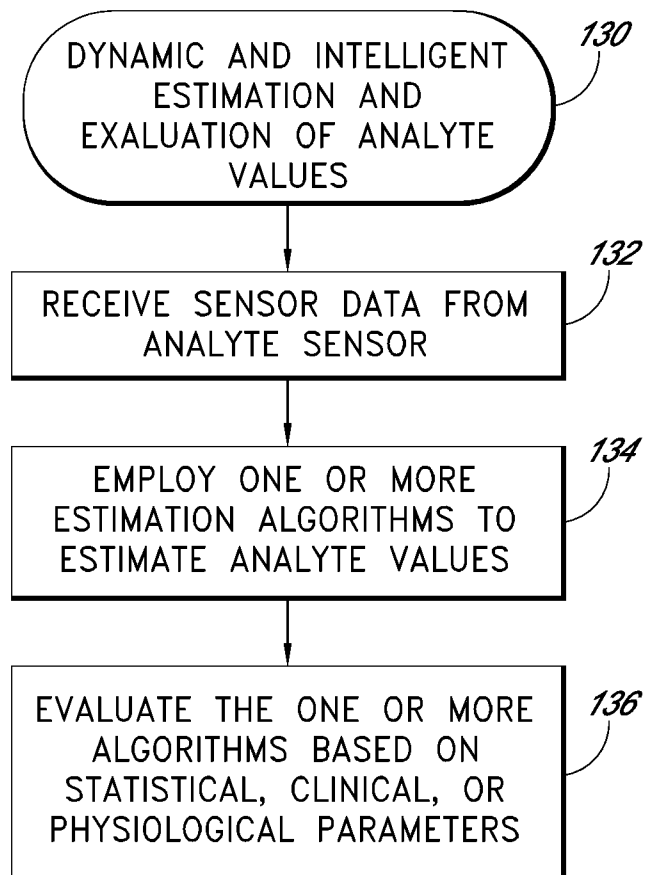 DYNAMIC AND INTELLIGENT
ESTIMATION AND
EXALUATION OF ANALYTE
VALUES
130
RECEIVE SENSOR DATA FROM
ANALYTE SENSOR
132
EMPLOY ONE OR MORE
ESTIMATION ALGORITHMS TO
ESTIMATE ANALYTE VALUES
134
EVALUATE THE ONE OR MORE
ALGORITHMS BASED ON
STATISTICAL, CLINICAL, OR
PHYSIOLOGICAL PARAMETERS
136